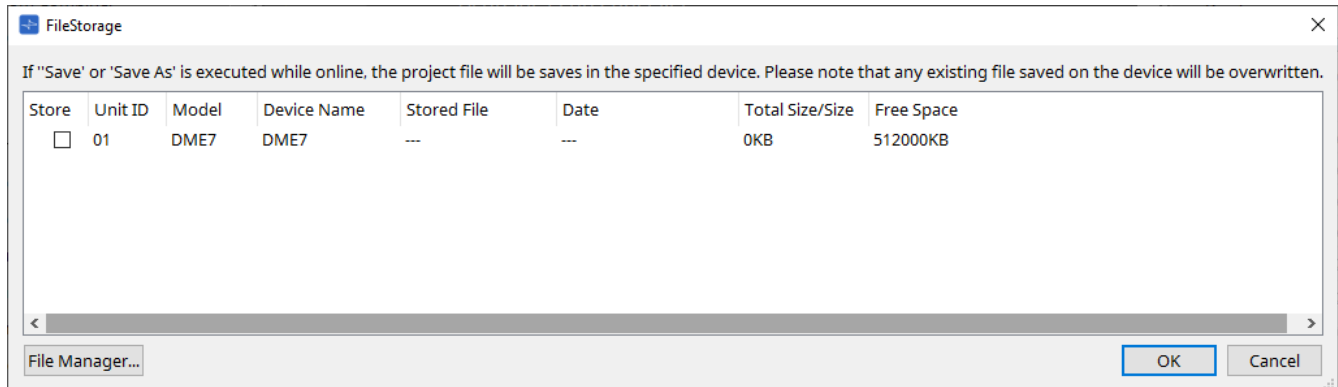 FileStorage
If "Save' or 'Save As' is executed while online, the project file will be saves in the specified device. Please note that any existing file saved on the device will be overwritten.
Store Unit ID Model Device Name Stored File Date Total Size/Size Free Space
01 DME7 DME7 --- --- 0KB 512000KB
File Manager... OK Cancel